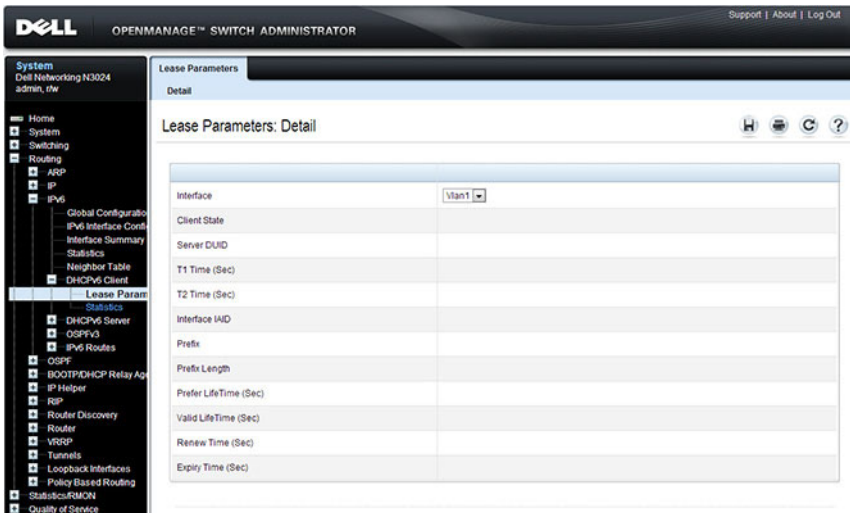 Support | About | Log Out
DELL
OPENMANAGE™ SWITCH ADMINISTRATOR
System
Dell Networking N3024
admin, r/w
Home
System
Switching
Routing
ARP
IP
IPv6
Global Configuratio
IPv6 Interface Confi
Interface Summary
Statistics
Neighbor Table
DHCPv6 Client
Lease Param
Statistics
DHCPv6 Server
OSPFv3
IPv6 Routes
OSPF
BOOTP/DHCP Relay Age
IP Helper
RIP
Router Discovery
Router
VRRP
Tunnels
Loopback Interfaces
Policy Based Routing
Statistics/RMON
Quality of Service
Lease Parameters
Detail
Lease Parameters: Detail
Interface Vlan1
Client State
Server DUID
T1 Time (Sec)
T2 Time (Sec)
Interface IAID
Prefix
Prefix Length
Prefer LifeTime (Sec)
Valid LifeTime (Sec)
Renew Time (Sec)
Expiry Time (Sec)